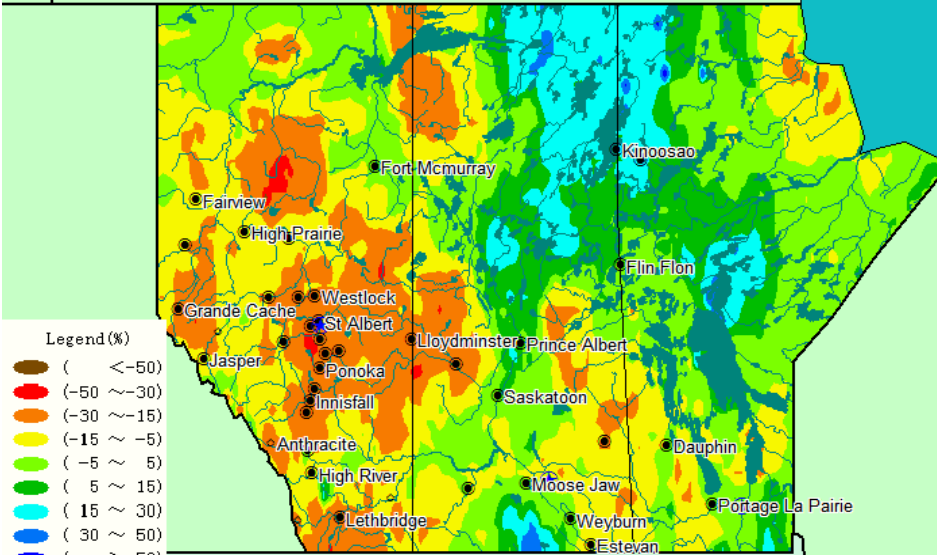 Kinoosao
Fort Mcmurray
Fairview
High Prairie
Flin Flon
Westlock
Grande Cache
St Albert
Lloydminster
Prince Albert
Jasper
Ponoka
Saskatoon
Innisfall
Anthracite
Dauphin
High River
Moose Jaw
Portage La Pairie
Lethbridge
Weyburn
Estevan
Legend(%)
( <-50)
(-50 ~-30)
(-30 ~-15)
(-15 ~ -5)
( -5 ~ 5)
( 5 ~ 15)
( 15 ~ 30)
( 30 ~ 50)